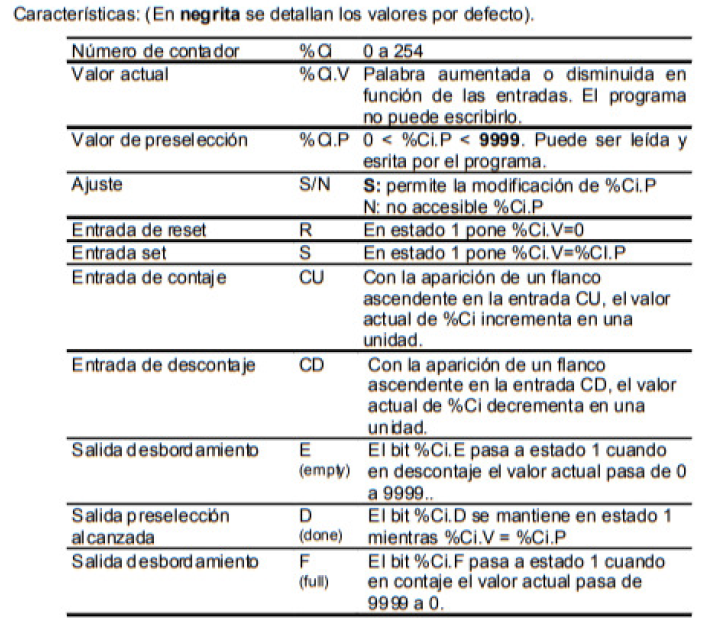 Características: (En negrita se detallan los valores por defecto).
Número de contador %Ci 0 a 254
Valor actual %Ci.V Palabra aumentada o disminuida en
función de las entradas. El programa
no puede escribirlo.
Valor de preselección %Ci.P 0 < %Ci.P < 9999. Puede ser leída y
esrita por el programa.
Ajuste S/N S: permite la modificación de %Ci.P
N: no accesible %Ci.P
Entrada de reset R En estado 1 pone %Ci.V=0
Entrada set S En estado 1 pone %Ci.V=%CI.P
Entrada de contaje CU Con la aparición de un flanco
ascendente en la entrada CU, el valor
actual de %Ci incrementa en una
unidad.
Entrada de descontaje CD Con la aparición de un flanco
ascendente en la entrada CD, el valor
actual de %Ci decrementa en una
unidad.
Salida desbordamiento E El bit %Ci.E pasa a estado 1 cuando
(empty) en descontaje el valor actual pasa de 0
a 9999..
Salida preselección D El bit %Ci.D se mantiene en estado 1
alcanzada (done) mientras %Ci.V = %Ci.P
Salida desbordamiento F El bit %Ci.F pasa a estado 1 cuando
(full) en contaje el valor actual pasa de
9999 a 0.